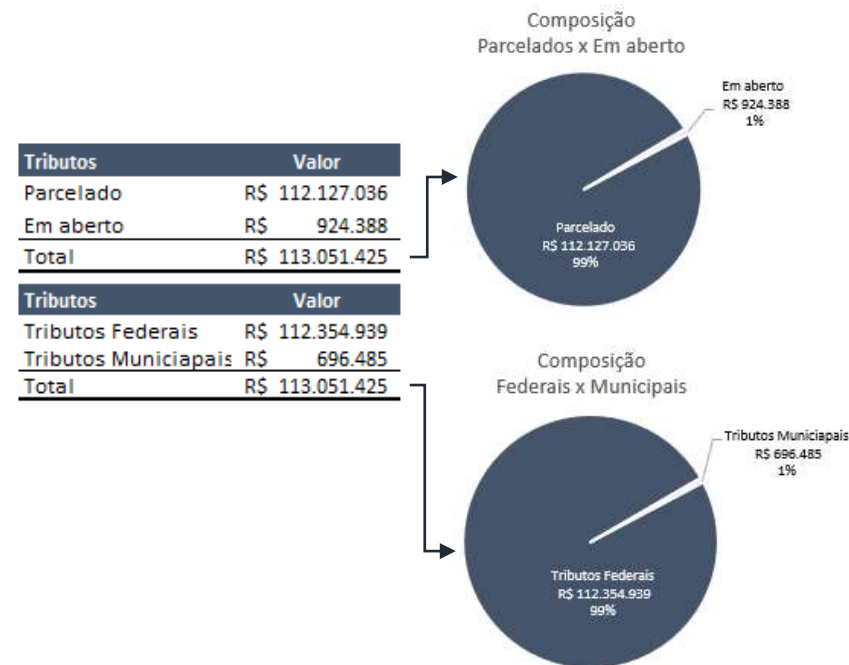 Composição
Parcelados x Em aberto
Em aberto
R$ 924.388
1%
Parcelado
R$ 112.127.036
99%
Tributos Valor
Parcelado R$ 112.127.036
Em aberto R$ 924.388
Total R$ 113.051.425
Tributos Valor
Tributos Federais R$ 112.354.939
Tributos Municiapais R$ 696.485
Total R$ 113.051.425
Composição
Federais x Municipais
Tributos Municiapais
R$ 696.485
1%
Tributos Federais
R$ 112.354.939
99%